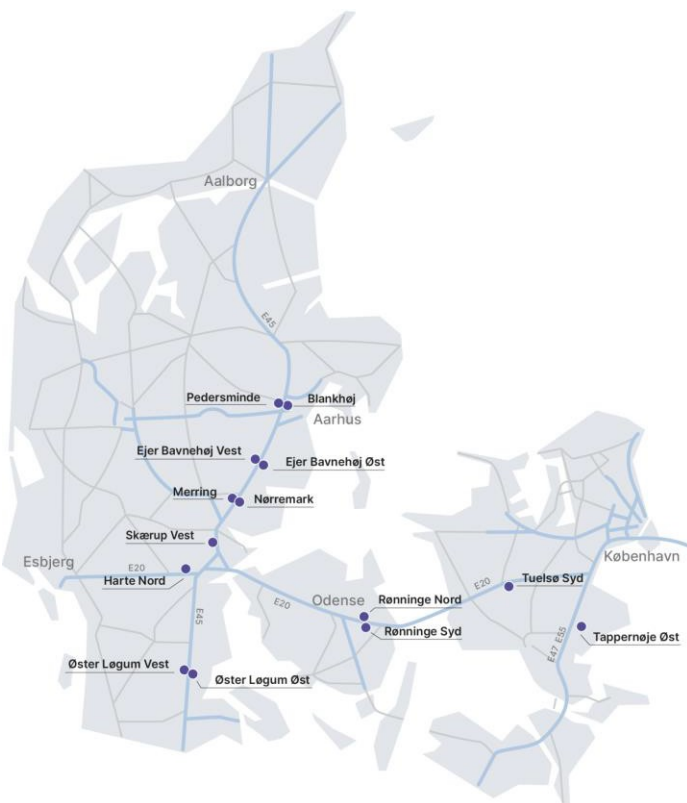 Aalborg
E45
Pedersminde
Blankhøj
Aarhus
Ejer Bavnehøj Vest
Ejer Bavnehøj Øst
Merring
Nørremark
Skærup Vest
Esbjerg
E20
Harte Nord
København
E20
Tuelsø Syd
Odense
E20
Rønninge Nord
Rønninge Syd
E45
E47 E55
Tappernøje Øst
Øster Løgum Vest
Øster Løgum Øst